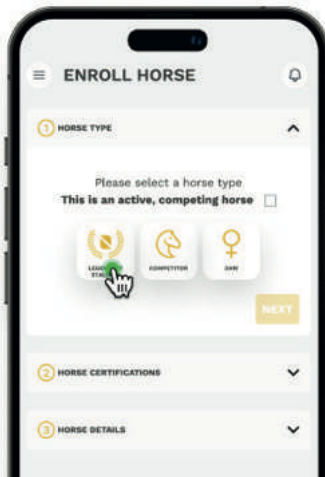 ENROLL HORSE
1 HORSE TYPE
Please select a horse type
This is an active, competing horse
COMPETITOR
DAM
NEXT
2 HORSE CERTIFICATIONS
3 HORSE DETAILS